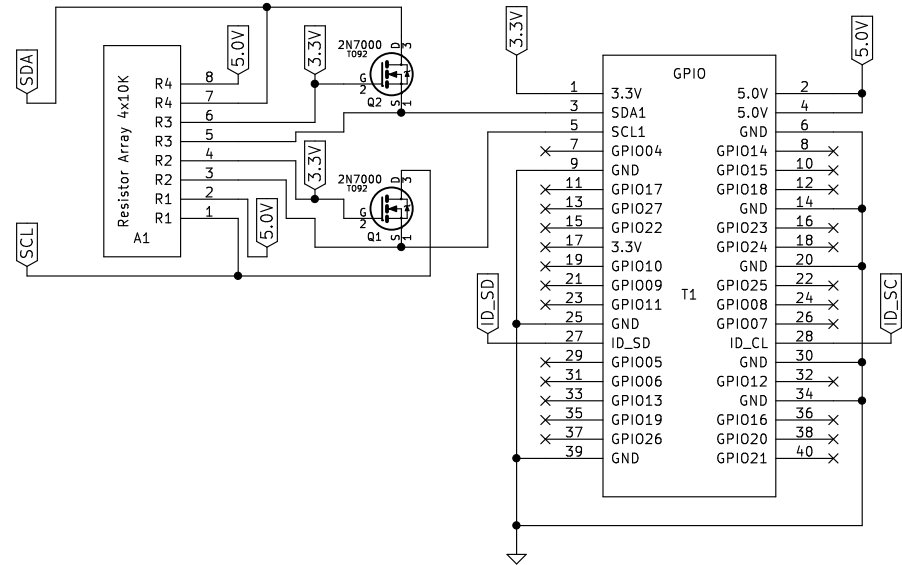 SDA
SCL
Resistor Array 4x10K
A1
R4 8
R4 7
R3 6
R3 5
R2 4
R2 3
R1 2
R1 1
5.0V
3.3V
3.3V
5.0V
2N7000
TO92
D 3
G 2
S 1
Q2
2N7000
TO92
D 3
G 2
S 1
Q1
3.3V
5.0V
ID_SD
ID_SC
GPIO
T1
1 3.3V 5.0V 2
3 SDA1 5.0V 4
5 SCL1 GND 6
7 GPIO04 GPIO14 8
9 GND GPIO15 10
11 GPIO17 GPIO18 12
13 GPIO27 GND 14
15 GPIO22 GPIO23 16
17 3.3V GPIO24 18
19 GPIO10 GND 20
21 GPIO09 GPIO25 22
23 GPIO11 GPIO08 24
25 GND GPIO07 26
27 ID_SD ID_CL 28
29 GPIO05 GND 30
31 GPIO06 GPIO12 32
33 GPIO13 GND 34
35 GPIO19 GPIO16 36
37 GPIO26 GPIO20 38
39 GND GPIO21 40